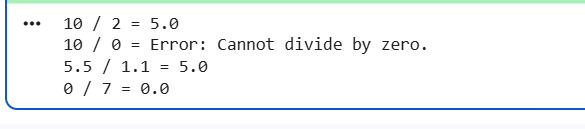 10 / 2 = 5.0
10 / 0 = Error: Cannot divide by zero.
5.5 / 1.1 = 5.0
0 / 7 = 0.0